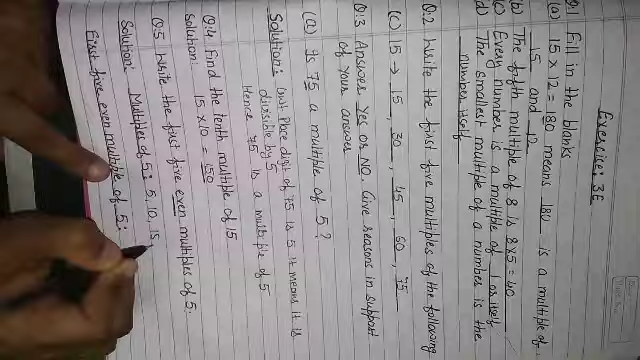 Exercise: 3E
Q:1 Fill in the blanks
(a) 15 x 12 = 180 means 180 is a multiple of
15 and 12
(b) The fifth multiple of 8 is 8x5 = 40
(c) Every number is a multiple of 1 or itself
d) The smallest multiple of a number is the
number itself
Q:2 Write the first five multiples of the following
(c) 15 → 15, 30, 45, 60, 75
Q:3 Answer Yes or NO. Give reasons in support
of your answer
(a) Is 75 a multiple of 5?
Solution: Unit Place digit of 75 is 5 it means it is
divisible by 5
Hence 75 is a multiple of 5
Q:4 Find the tenth multiple of 15
Solution: 15 x 10 = 150
Q:5 Write the first five even multiples of 5.
Solution: Multiples of 5: 5, 10, 15,
First five even multiple of 5: